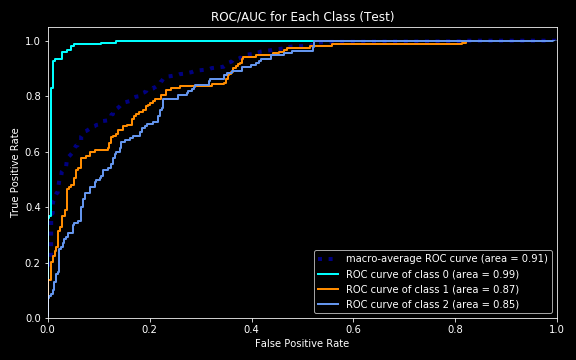 ROC/AUC for Each Class (Test)
True Positive Rate
1.0
0.8
0.6
0.4
0.2
0.0
macro-average ROC curve (area = 0.91)
ROC curve of class 0 (area = 0.99)
ROC curve of class 1 (area = 0.87)
ROC curve of class 2 (area = 0.85)
0.0 0.2 0.4 0.6 0.8 1.0
False Positive Rate